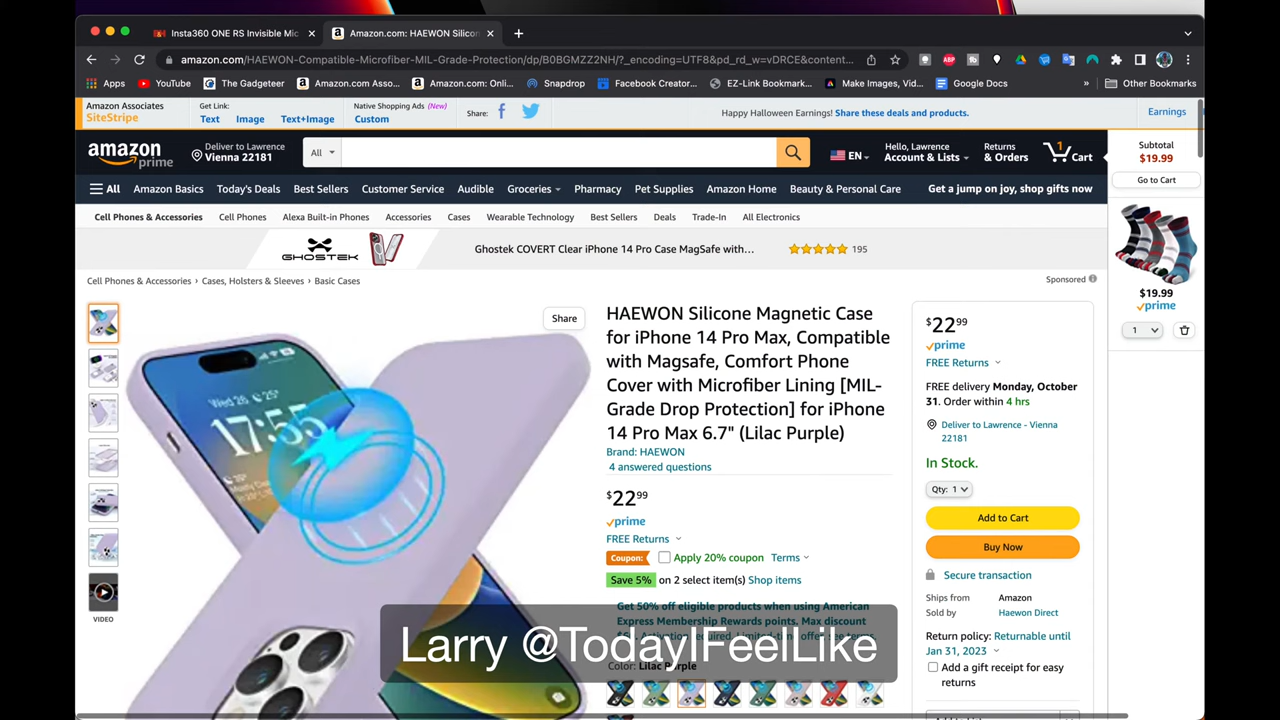 Insta360 ONE RS Invisible Mic
Amazon.com: HAEWON Silicon
amazon.com/HAEWON-Compatible-Microfiber-MIL-Grade-Protection/dp/B0BGMZZ2NH/?_encoding=UTF8&pd_rd_w=vDRCE&content...
Apps YouTube The Gadgeteer Amazon.com Asso... Amazon.com: Onli... Snapdrop Facebook Creator... EZ-Link Bookmark... Make Images, Vid... Google Docs » Other Bookmarks
Amazon Associates
SiteStripe
Get Link:
Text Image Text+Image
Native Shopping Ads (New)
Custom
Share:
Happy Halloween Earnings! Share these deals and products.
Earnings
amazon prime
Deliver to Lawrence
Vienna 22181
All
EN
Hello, Lawrence
Account & Lists
Returns
& Orders
1
Cart
Subtotal
$19.99
Go to Cart
All Amazon Basics Today's Deals Best Sellers Customer Service Audible Groceries Pharmacy Pet Supplies Amazon Home Beauty & Personal Care Get a jump on joy, shop gifts now
Cell Phones & Accessories Cell Phones Alexa Built-in Phones Accessories Cases Wearable Technology Best Sellers Deals Trade-In All Electronics
GHOSTEK
Ghostek COVERT Clear iPhone 14 Pro Case MagSafe with...
195
Sponsored
$19.99
prime
1
Cell Phones & Accessories › Cases, Holsters & Sleeves › Basic Cases
Share
Wed 26 25°
17:55
VIDEO
HAEWON Silicone Magnetic Case
for iPhone 14 Pro Max, Compatible
with Magsafe, Comfort Phone
Cover with Microfiber Lining [MIL-
Grade Drop Protection] for iPhone
14 Pro Max 6.7" (Lilac Purple)
Brand: HAEWON
4 answered questions
$22 99
prime
FREE Returns
Coupon: Apply 20% coupon Terms
Save 5% on 2 select item(s) Shop items
Get 50% off eligible products when using American
Express Membership Rewards points. Max discount
Color: Lilac Purple
Larry @TodayIFeelLike
$22 99
prime
FREE Returns
FREE delivery Monday, October
31. Order within 4 hrs
Deliver to Lawrence - Vienna
22181
In Stock.
Qty: 1
Add to Cart
Buy Now
Secure transaction
Ships from Amazon
Sold by Haewon Direct
Return policy: Returnable until
Jan 31, 2023
Add a gift receipt for easy
returns